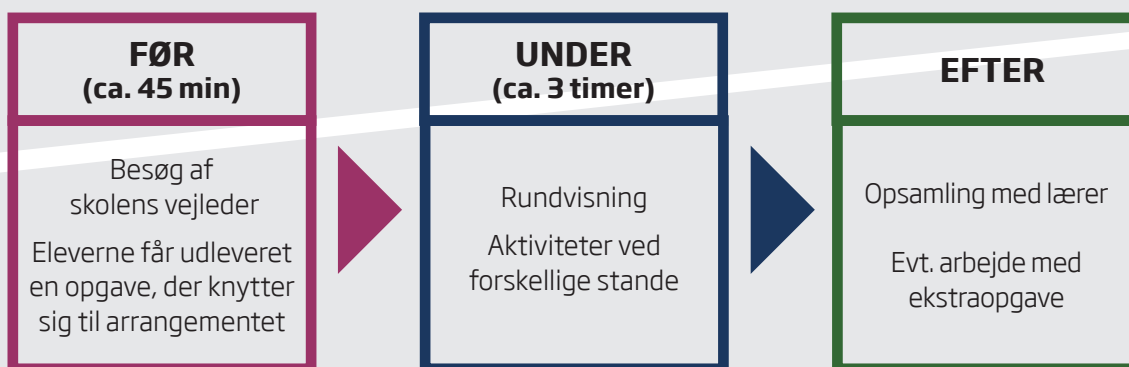 FØR
(ca. 45 min)
Besøg af
skolens vejleder
Eleverne får udleveret
en opgave, der knytter
sig til arrangementet
UNDER
(ca. 3 timer)
Rundvisning
Aktiviteter ved
forskellige stande
EFTER
Opsamling med lærer
Evt. arbejde med
ekstraopgave